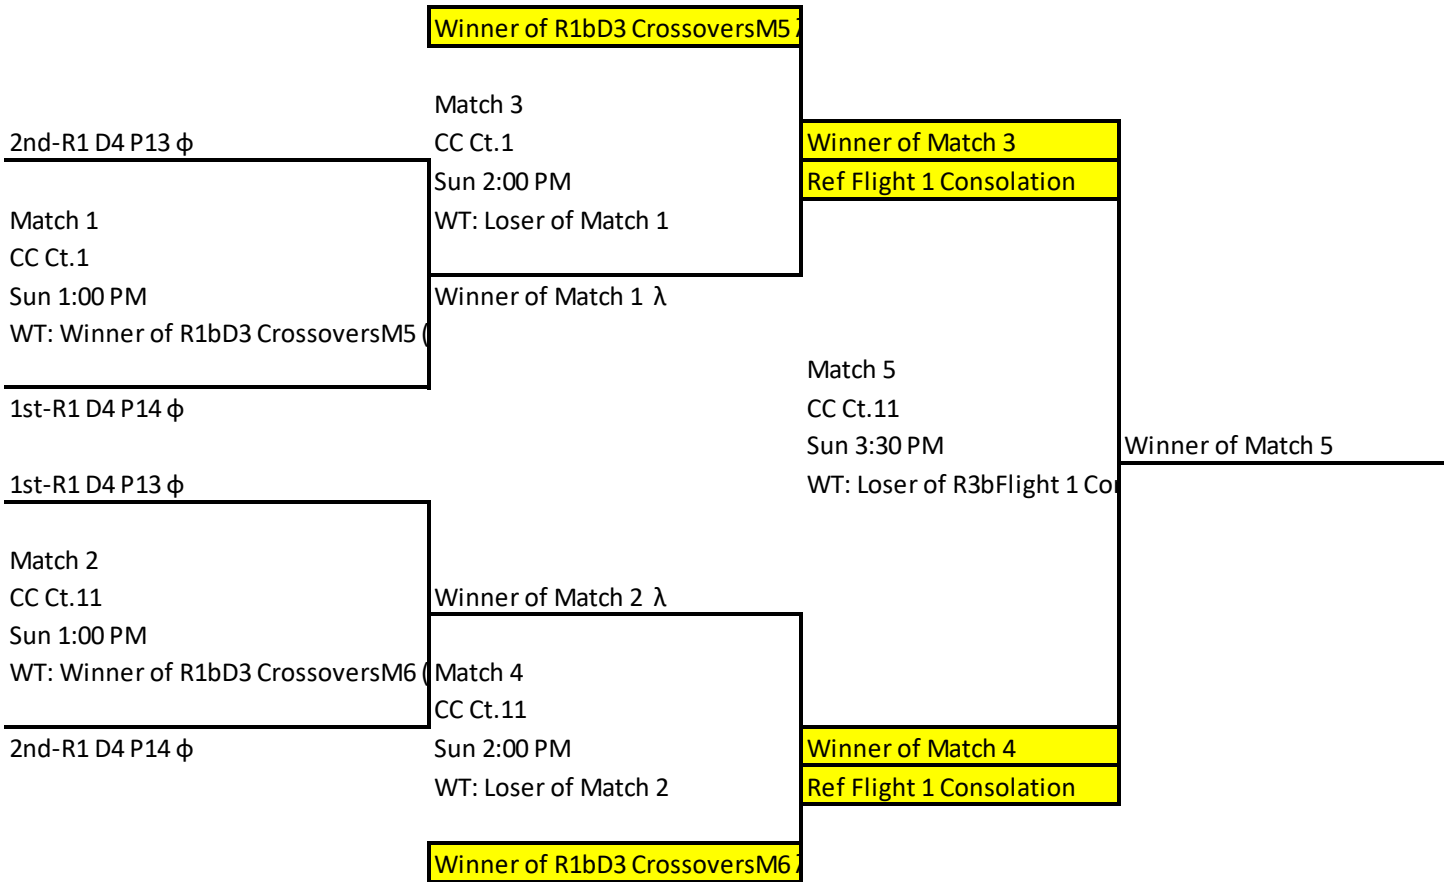 Winner of R1bD3 CrossoversM5
Match 3
2nd-R1 D4 P13 ф
CC Ct.1
Winner of Match 3
Sun 2:00 PM
Ref Flight 1 Consolation
Match 1
WT: Loser of Match 1
CC Ct.1
Sun 1:00 PM
Winner of Match 1 λ
WT: Winner of R1bD3 CrossoversM5 (
Match 5
1st-R1 D4 P14 ф
CC Ct.11
Sun 3:30 PM
Winner of Match 5
1st-R1 D4 P13 ф
WT: Loser of R3bFlight 1
Match 2
CC Ct.11
Winner of Match 2 λ
Sun 1:00 PM
WT: Winner of R1bD3 CrossoversM6 (
Match 4
CC Ct.11
2nd-R1 D4 P14 ф
Sun 2:00 PM
Winner of Match 4
WT: Loser of Match 2
Ref Flight 1 Consolation
Winner of R1bD3 CrossoversM6